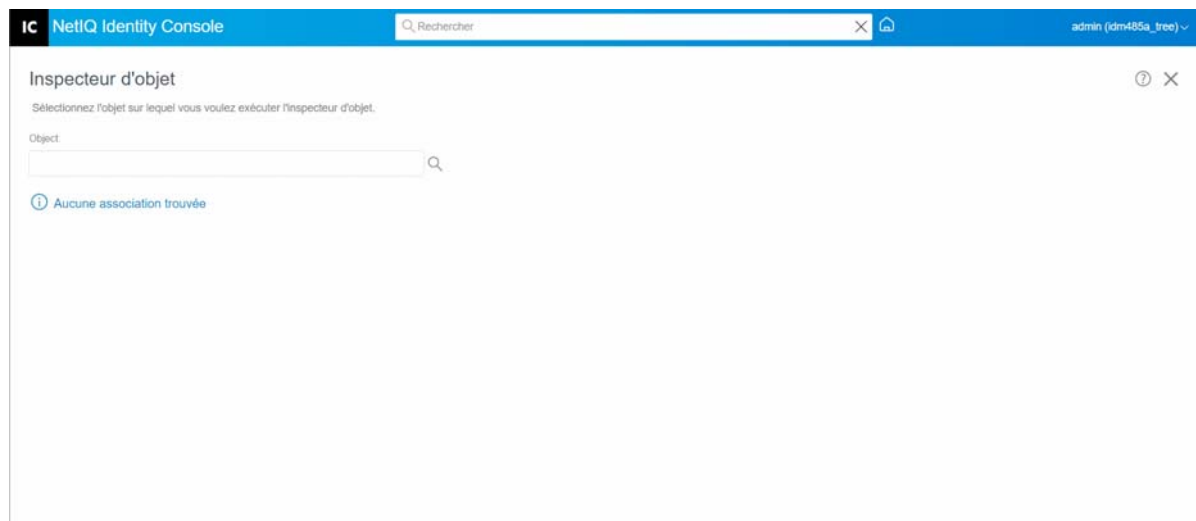 IC NetIQ Identity Console
Rechercher
admin (idm485a_tree)
Inspecteur d'objet
Sélectionnez l'objet sur lequel vous voulez exécuter l'inspecteur d'objet.
Object
Aucune association trouvée